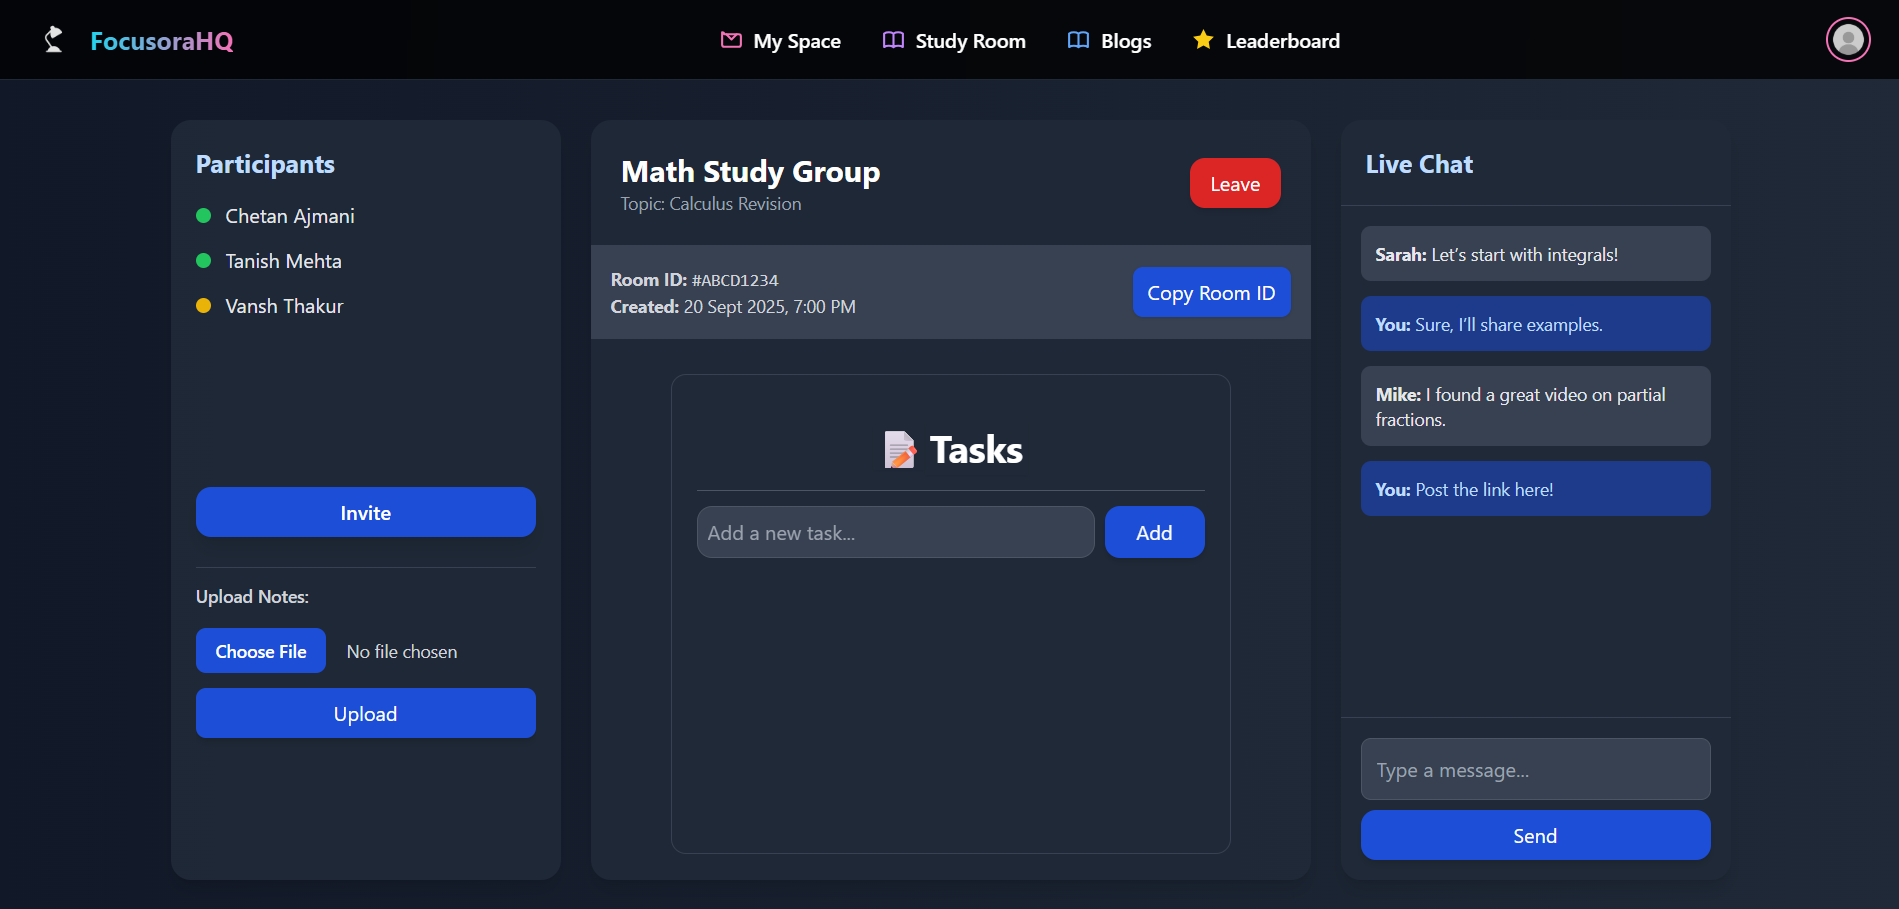 FocusoraHQ
My Space
Study Room
Blogs
Leaderboard
Participants
Chetan Ajmani
Tanish Mehta
Vansh Thakur
Invite
Upload Notes:
Choose File
No file chosen
Upload
Math Study Group
Topic: Calculus Revision
Leave
Room ID: #ABCD1234
Created: 20 Sept 2025, 7:00 PM
Copy Room ID
Tasks
Add a new task...
Add
Live Chat
Sarah: Let’s start with integrals!
You: Sure, I’ll share examples.
Mike: I found a great video on partial
fractions.
You: Post the link here!
Type a message...
Send